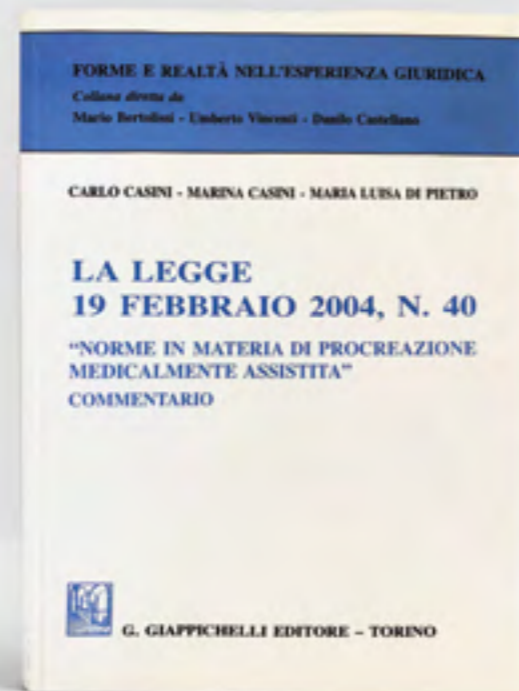 FORME E REALTÀ NELL'ESPERIENZA GIURIDICA
Collana diretta da
Mario Bertolissi - Umberto Vincenti - Danilo Castellano
CARLO CASINI - MARINA CASINI - MARIA LUISA DI PIETRO
LA LEGGE
19 FEBBRAIO 2004, N. 40
“NORME IN MATERIA DI PROCREAZIONE
MEDICALMENTE ASSISTITA”
COMMENTARIO
G. GIAPPICHELLI EDITORE – TORINO